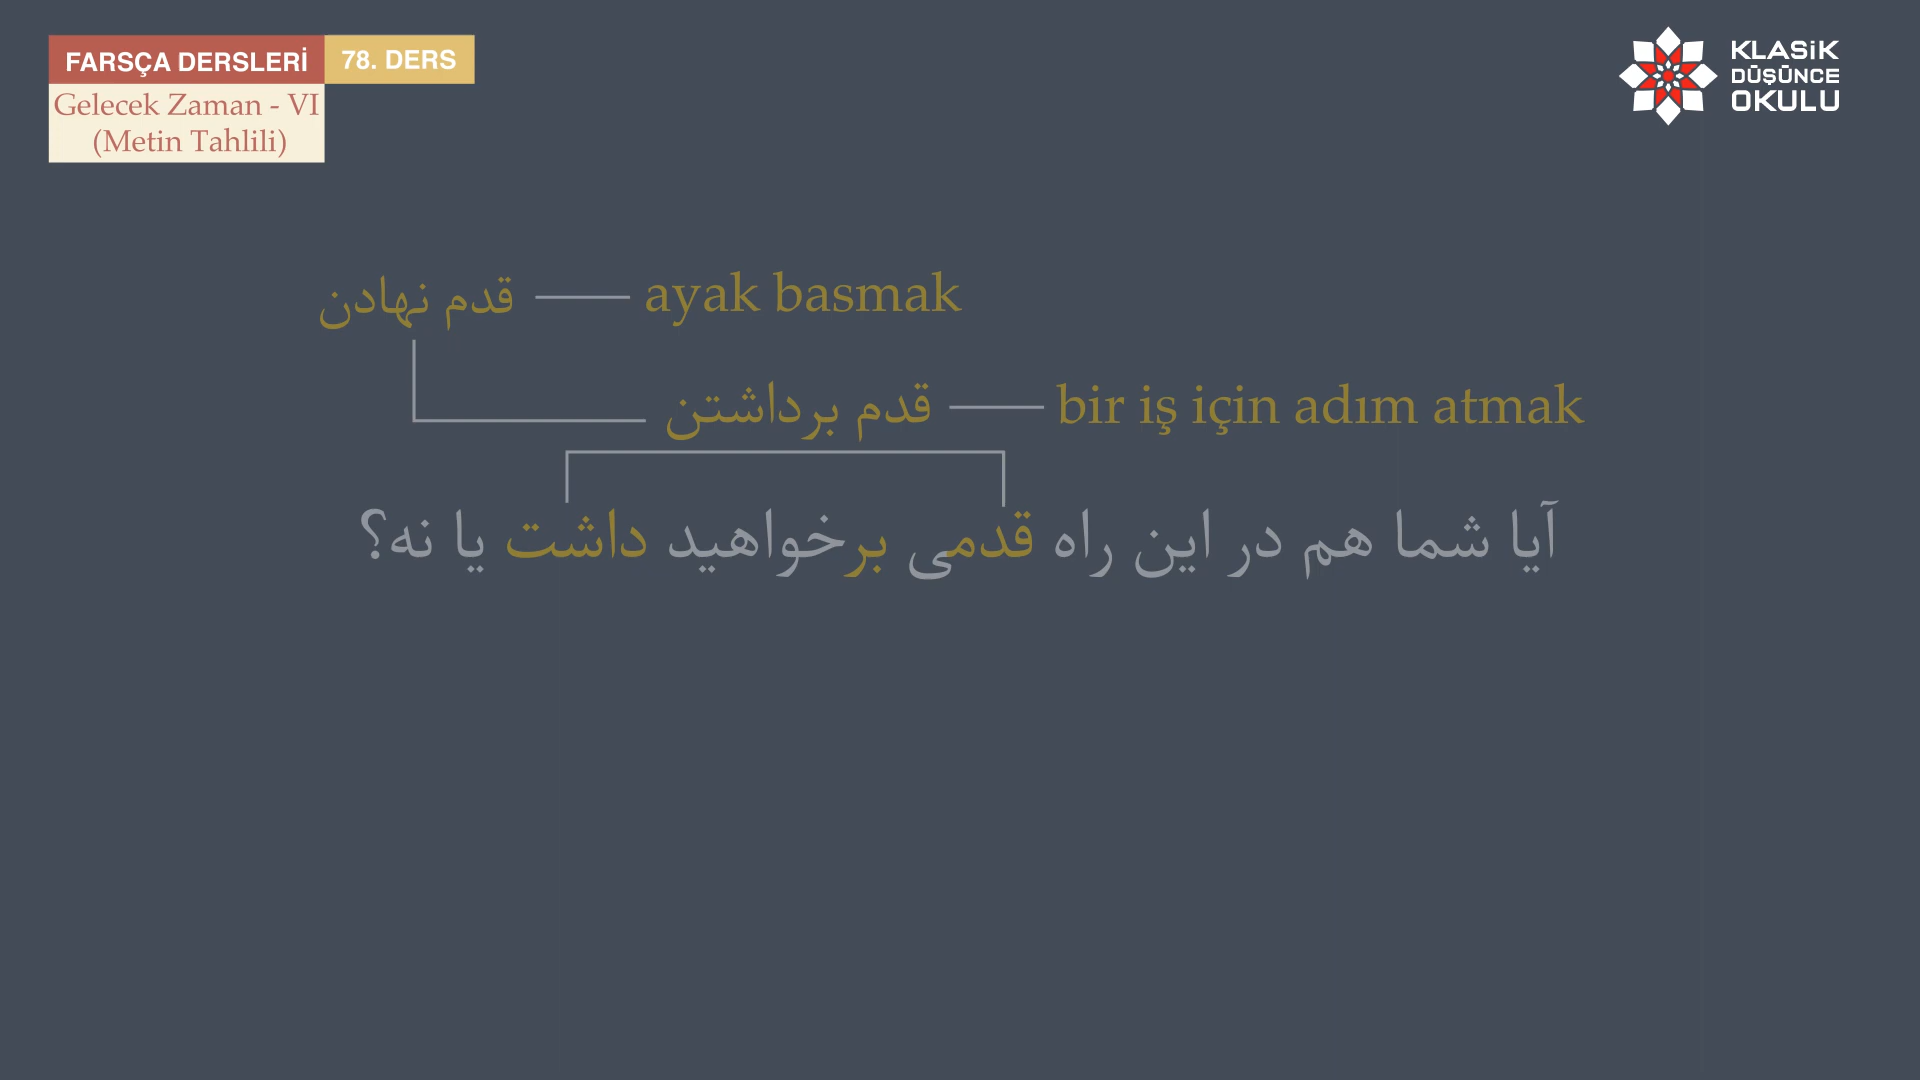 FARSÇA DERSLERİ 78. DERS
Gelecek Zaman - VI
(Metin Tahlili)
KLASiK
DÜŞÜNCE
OKULU
قدم نهادن ayak basmak
قدم برداشتن bir iş için adım atmak
آیا شما هم در این راه قدمی برخواهید داشت یا نه؟